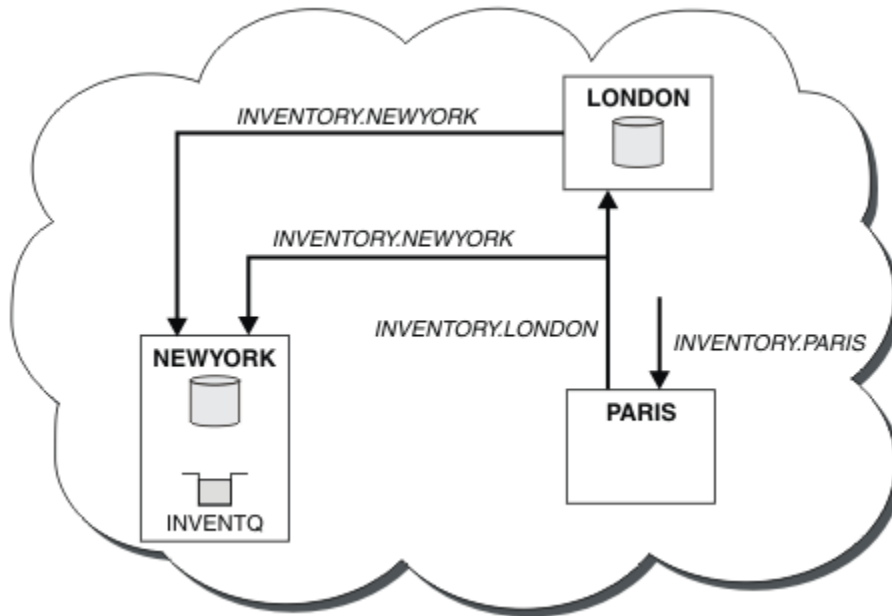 LONDON
INVENTORY.NEWYORK
INVENTORY.NEWYORK
INVENTORY.LONDON
INVENTORY.PARIS
NEWYORK
PARIS
INVENTQ